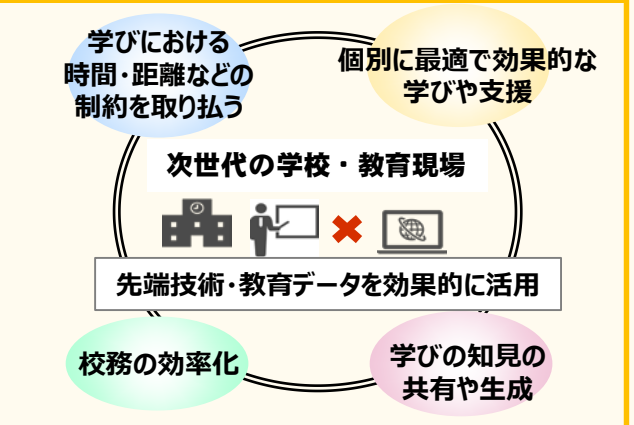 学びにおける
時間・距離などの
制約を取り払う
個別に最適で効果的な
学びや支援
次世代の学校・教育現場
先端技術・教育データを効果的に活用
校務の効率化
学びの知見の
共有や生成